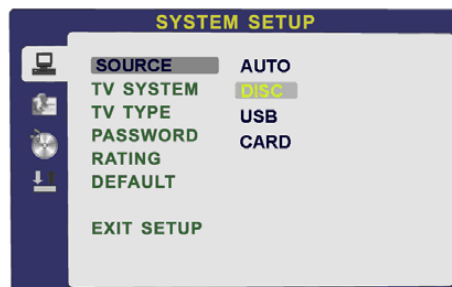 SYSTEM SETUP
SOURCE AUTO
TV SYSTEM DISC
TV TYPE USB
PASSWORD CARD
RATING
DEFAULT
EXIT SETUP